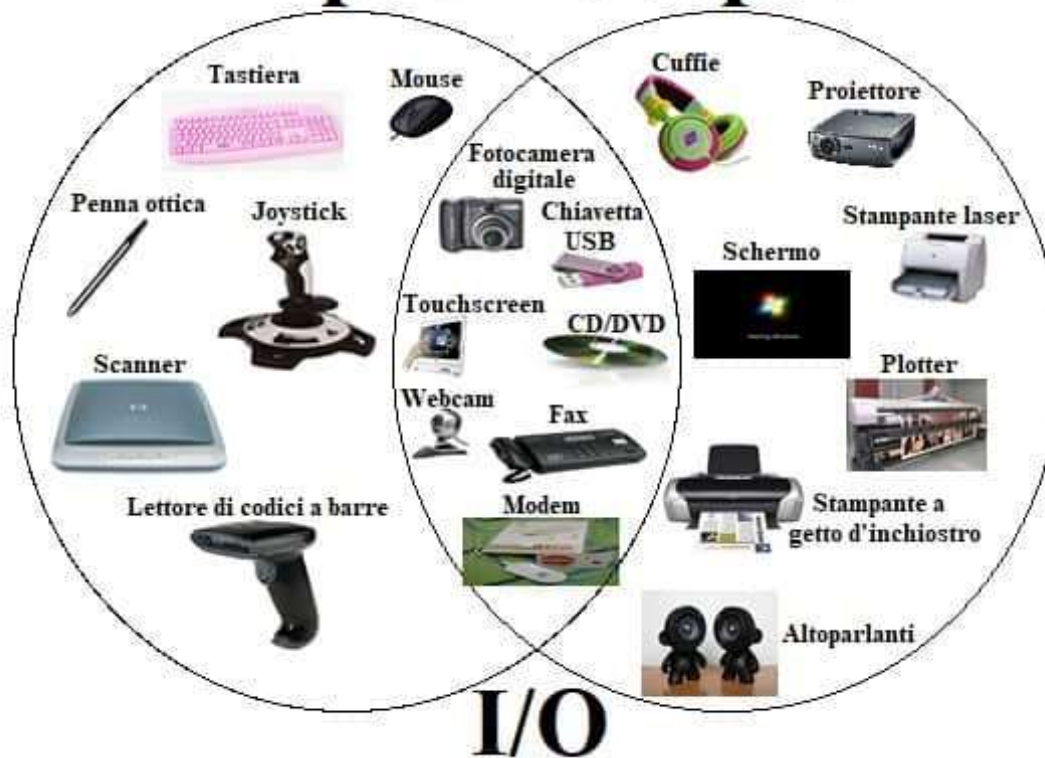 Tastiera
Mouse
Cuffie
Proiettore
Fotocamera
digitale
Penna ottica
Joystick
Chiavetta
USB
Stampante laser
Schermo
Touchscreen
CD/DVD
Scanner
Plotter
Webcam
Fax
Lettore di codici a barre
Modem
Stampante a
getto d'inchiostro
Altoparlanti
I/O